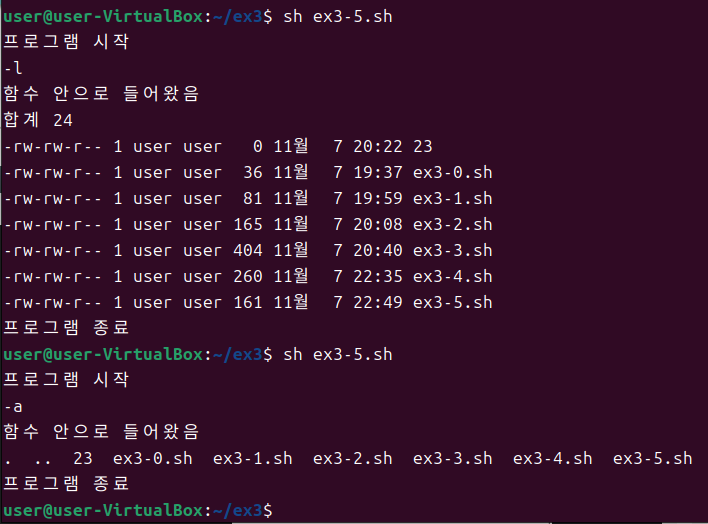 user@user-VirtualBox:~/ex3$ sh ex3-5.sh
프로그램 시작
-l
함수 안으로 들어왔음
합계 24
-rw-rw-r-- 1 user user   0 11월  7 20:22 23
-rw-rw-r-- 1 user user  36 11월  7 19:37 ex3-0.sh
-rw-rw-r-- 1 user user  81 11월  7 19:59 ex3-1.sh
-rw-rw-r-- 1 user user 165 11월  7 20:08 ex3-2.sh
-rw-rw-r-- 1 user user 404 11월  7 20:40 ex3-3.sh
-rw-rw-r-- 1 user user 260 11월  7 22:35 ex3-4.sh
-rw-rw-r-- 1 user user 161 11월  7 22:49 ex3-5.sh
프로그램 종료
user@user-VirtualBox:~/ex3$ sh ex3-5.sh
프로그램 시작
-a
함수 안으로 들어왔음
.  ..  23  ex3-0.sh  ex3-1.sh  ex3-2.sh  ex3-3.sh  ex3-4.sh  ex3-5.sh
프로그램 종료
user@user-VirtualBox:~/ex3$